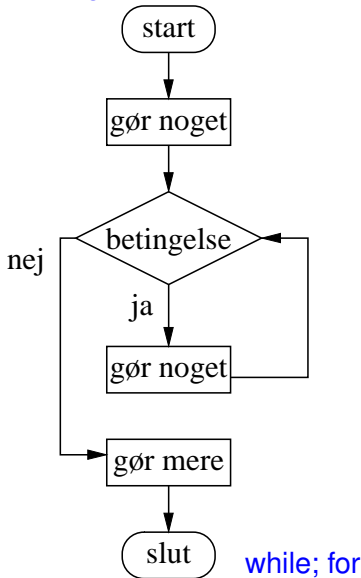 start
gør noget
betingelse
nej
ja
gør noget
gør mere
slut
while; for